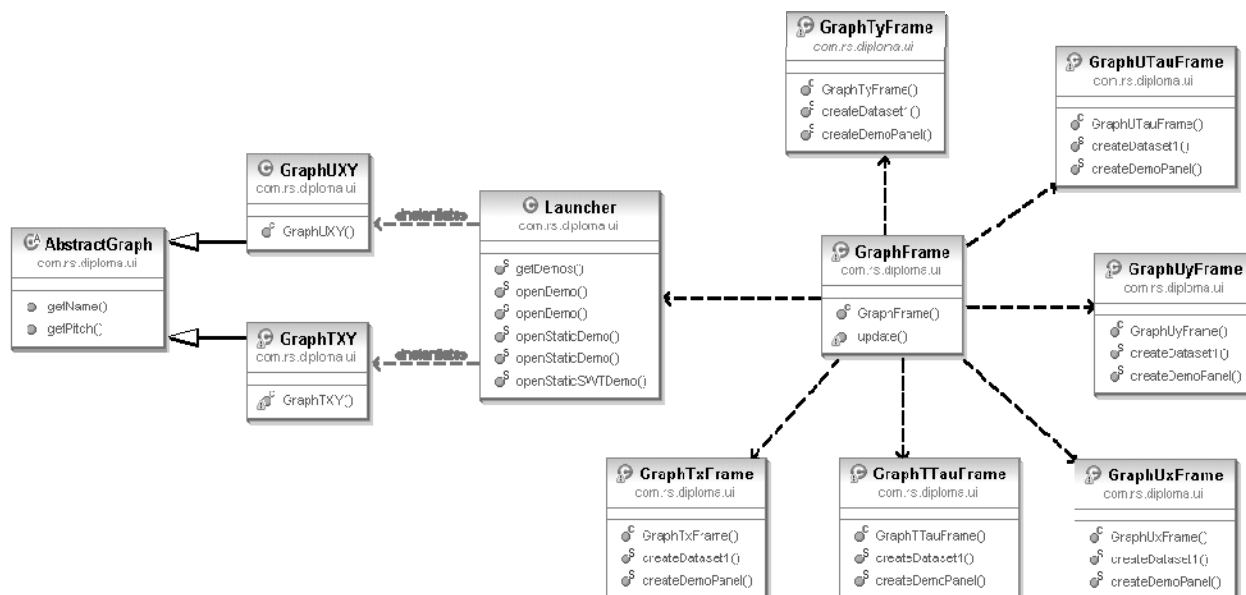 GraphTyFrame
com.rs.diploma.ui
GraphTyFrame()
createDataset1()
createDemoPanel()
GraphUTauFrame
com.rs.diploma.ui
GraphUTauFrame()
createDataset1()
createDemoPanel()
GraphUXY
com.rs.diploma.ui
GraphUXY()
«instantiate»
Launcher
com.rs.diploma.ui
getDemos()
openDemo()
openDemo()
openStaticDemo()
openStaticDemo()
openStaticSWTDemo()
AbstractGraph
com.rs.diploma.ui
getName()
getPitch()
GraphFrame
com.rs.diploma.ui
GraphFrame()
update()
GraphUyFrame
com.rs.diploma.ui
GraphUyFrame()
createDataset1()
createDemoPanel()
GraphTXY
com.rs.diploma.ui
GraphTXY()
«instantiate»
GraphTxFrame
com.rs.diploma.ui
GraphTxFrame()
createDataset1()
createDemoPanel()
GraphTTauFrame
com.rs.diploma.ui
GraphTTauFrame()
createDataset1()
createDemoPanel()
GraphUxFrame
com.rs.diploma.ui
GraphUxFrame()
createDataset1()
createDemoPanel()